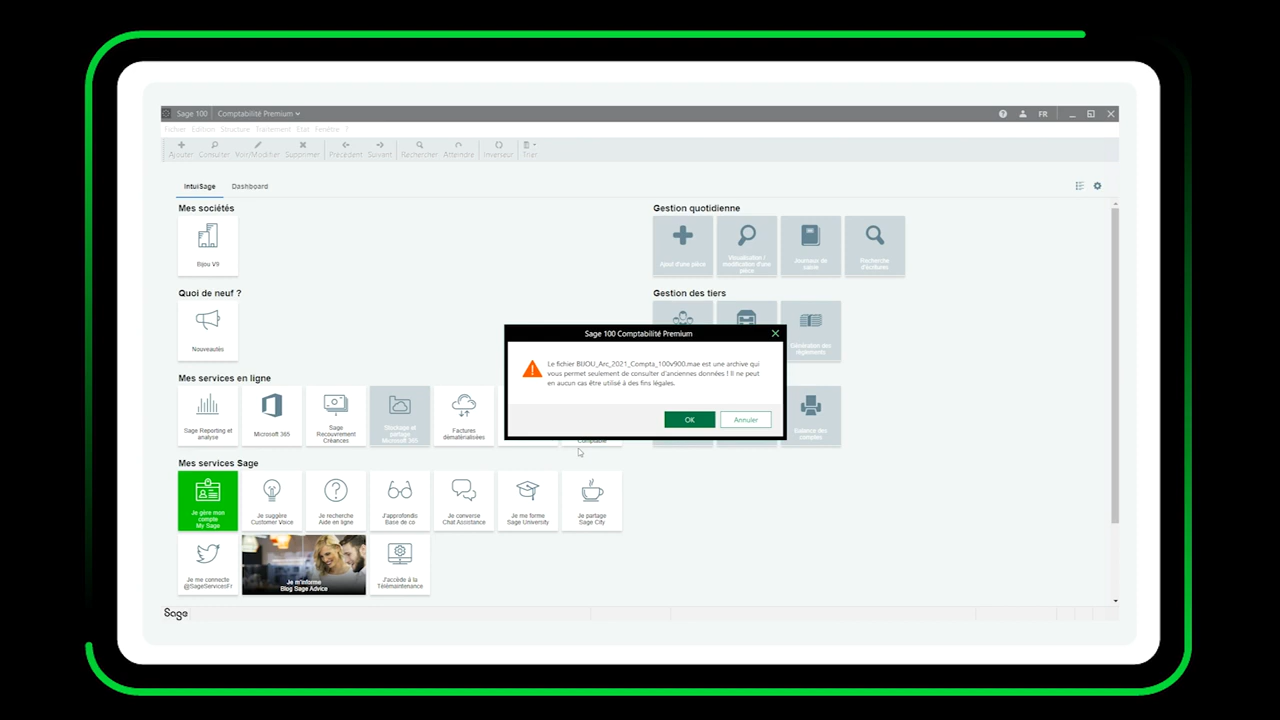 Sage 100 Comptabilité Premium
FR
Fichier Edition Structure Traitement Etat Fenêtre ?
Ajouter Consulter Voir/Modifier Supprimer Précédent Suivant Rechercher Atteindre Inverseur Trier
IntuiSage Dashboard
Mes sociétés
Bijou V9
Gestion quotidienne
Ajout d'une pièce
Visualisation /
modification d'une
pièce
Journaux de
saisie
Recherche
d'écritures
Quoi de neuf ?
Nouveautés
Gestion des tiers
Génération des
règlements
Sage 100 Comptabilité Premium
Le fichier BIJOU_Arc_2021_Compta_100v900.mae est une archive qui
vous permet seulement de consulter d'anciennes données ! Il ne peut
en aucun cas être utilisé à des fins légales.
OK Annuler
Mes services en ligne
Sage Reporting et
analyse
Microsoft 365
Sage
Recouvrement
Créances
Stockage et
partage
Microsoft 365
Factures
dématérialisées
Comptable
Balance des
comptes
Mes services Sage
Je gère mon
compte
My Sage
Je suggère
Customer Voice
Je recherche
Aide en ligne
J'approfondis
Base de co
Je converse
Chat Assistance
Je me forme
Sage University
Je partage
Sage City
Je me connecte
@SageServicesFr
Je m'informe
Blog Sage Advice
J'accède à la
Télémaintenance
Sage